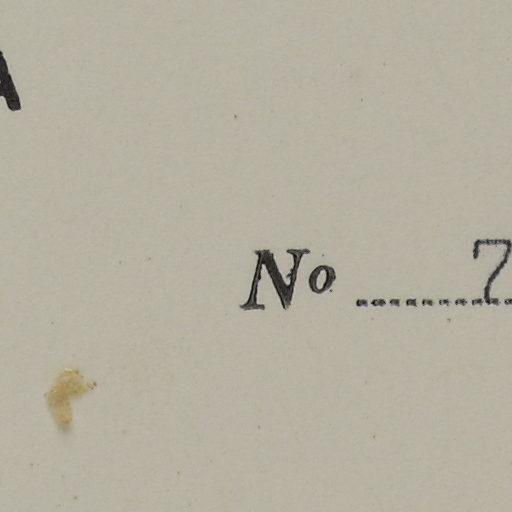 A
No ........ 7